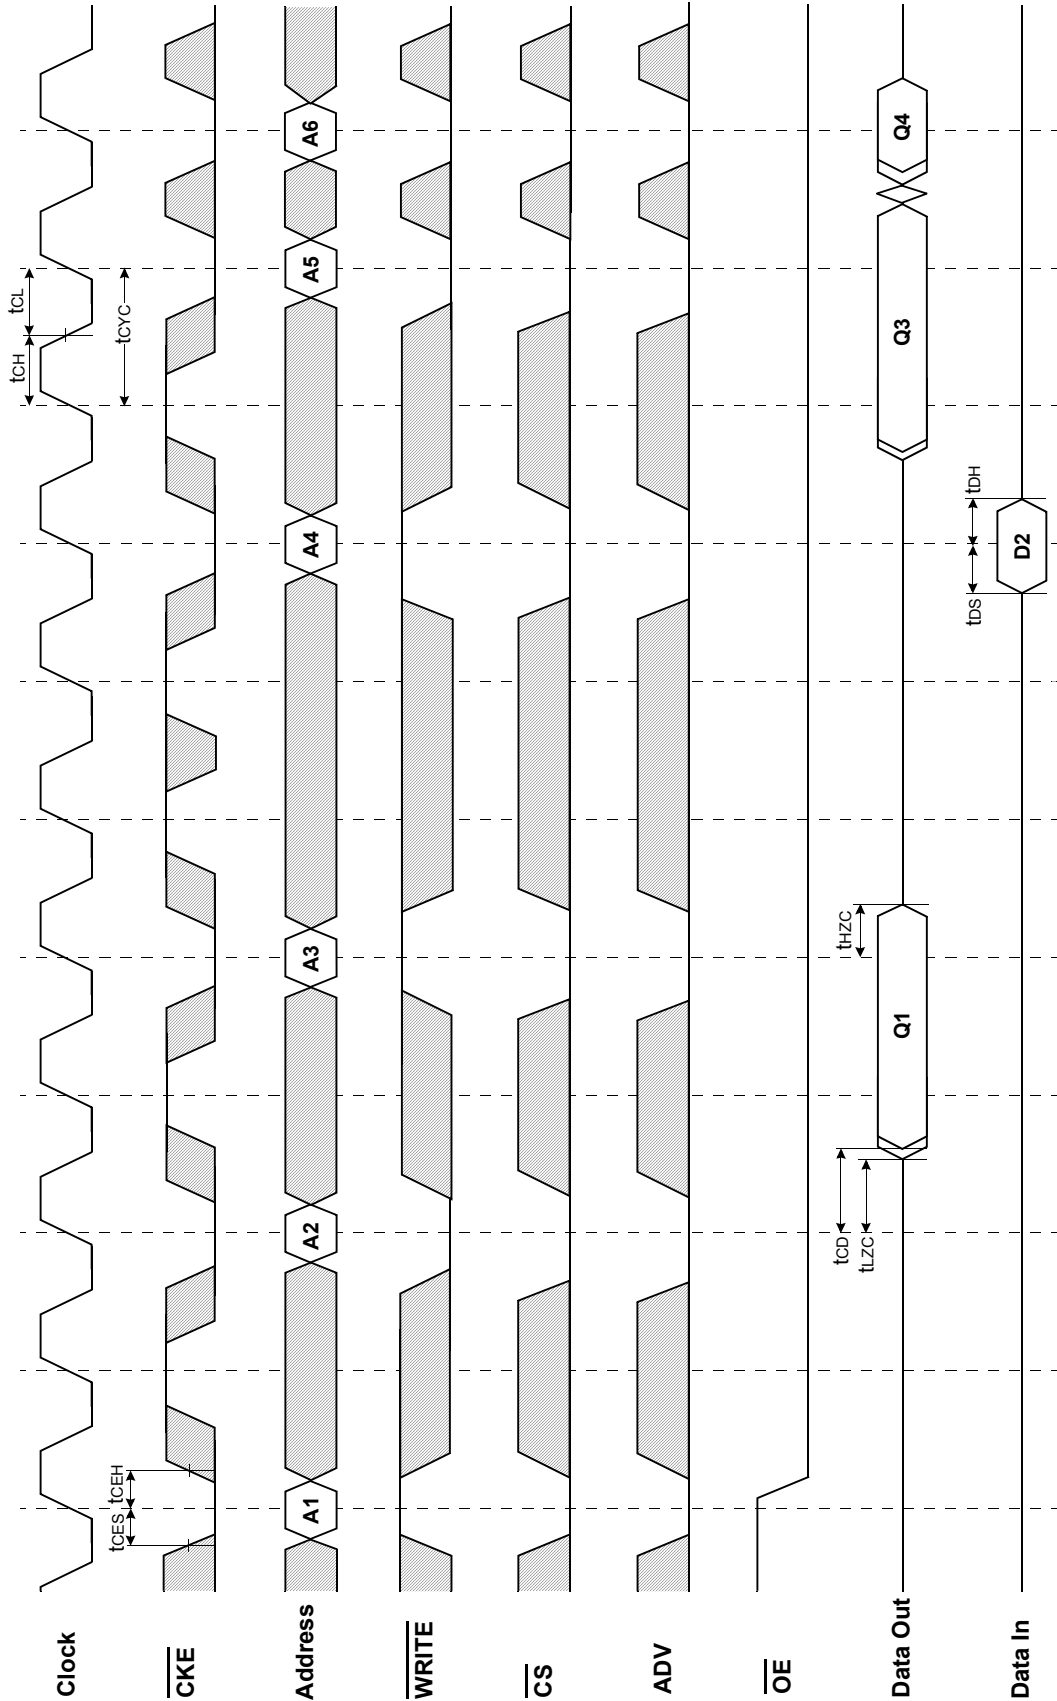 Clock
tCH
tCL
tCYC
tCES
tCEH
CKE
Address
A1
A2
A3
A4
A5
A6
WRITE
CS
ADV
OE
Data Out
tCD
tLZC
Q1
tHZC
Q3
Q4
Data In
tDS
tDH
D2